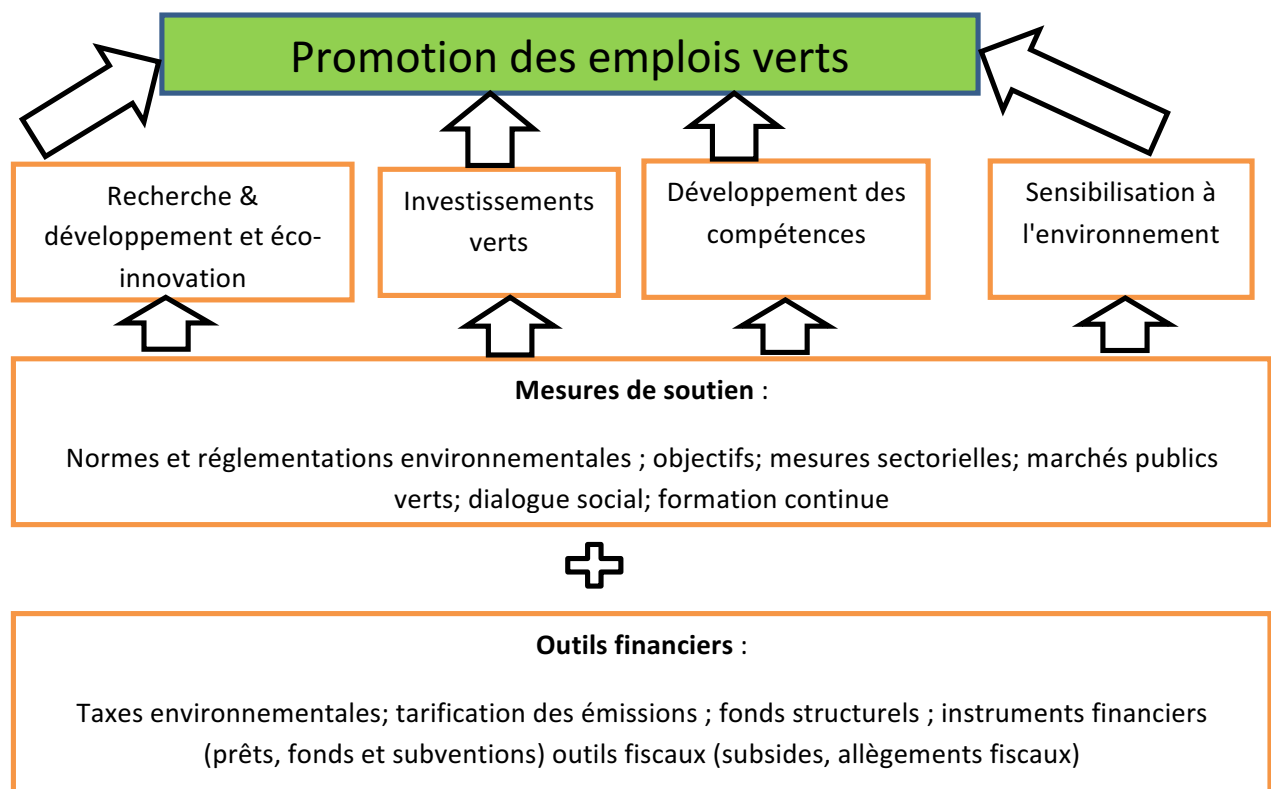 Promotion des emplois verts
Recherche &
développement et éco-
innovation
Investissements
verts
Développement des
compétences
Sensibilisation à
l'environnement
Mesures de soutien :
Normes et réglementations environnementales ; objectifs; mesures sectorielles; marchés publics
verts; dialogue social; formation continue
Outils financiers :
Taxes environnementales; tarification des émissions ; fonds structurels ; instruments financiers
(prêts, fonds et subventions) outils fiscaux (subsides, allègements fiscaux)